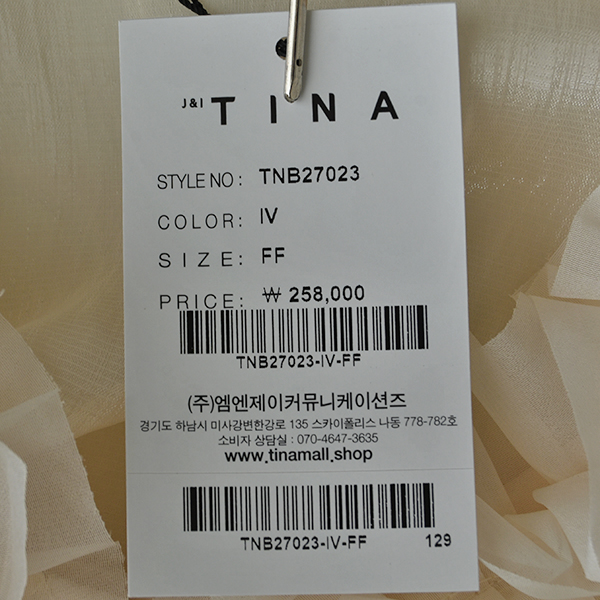 J&I TINA
STYLE NO: TNB27023
COLOR: IV
SIZE: FF
PRICE: ₩ 258,000
TNB27023-IV-FF
(주)엠엔제이커뮤니케이션즈
경기도 하남시 미사강변한강로 135 스카이폴리스 나동 778-782호
소비자 상담실 : 070-4647-3635
www.tinamall.shop
TNB27023-IV-FF 129